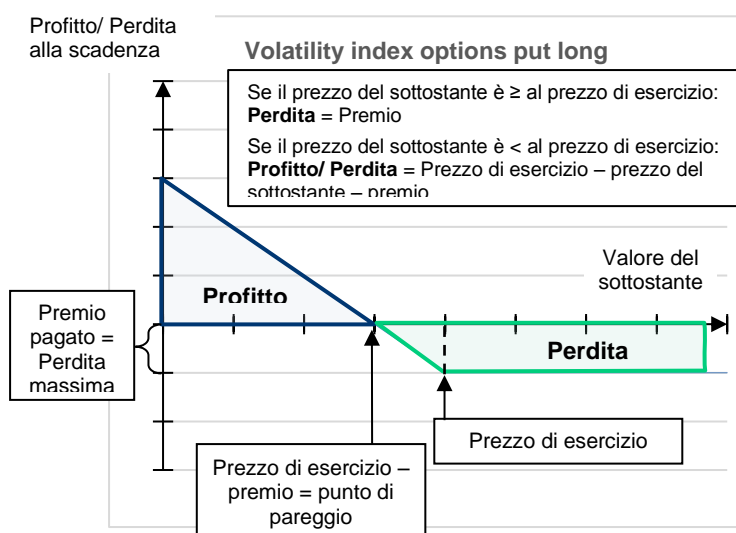 Profitto/ Perdita
alla scadenza
Volatility index options put long
Se il prezzo del sottostante è ≥ al prezzo di esercizio:
Perdita = Premio
Se il prezzo del sottostante è < al prezzo di esercizio:
Profitto/ Perdita = Prezzo di esercizio – prezzo del
sottostante – premio
Valore del
sottostante
Profitto
Premio
pagato =
Perdita
massima
Perdita
Prezzo di esercizio
Prezzo di esercizio –
premio = punto di
pareggio